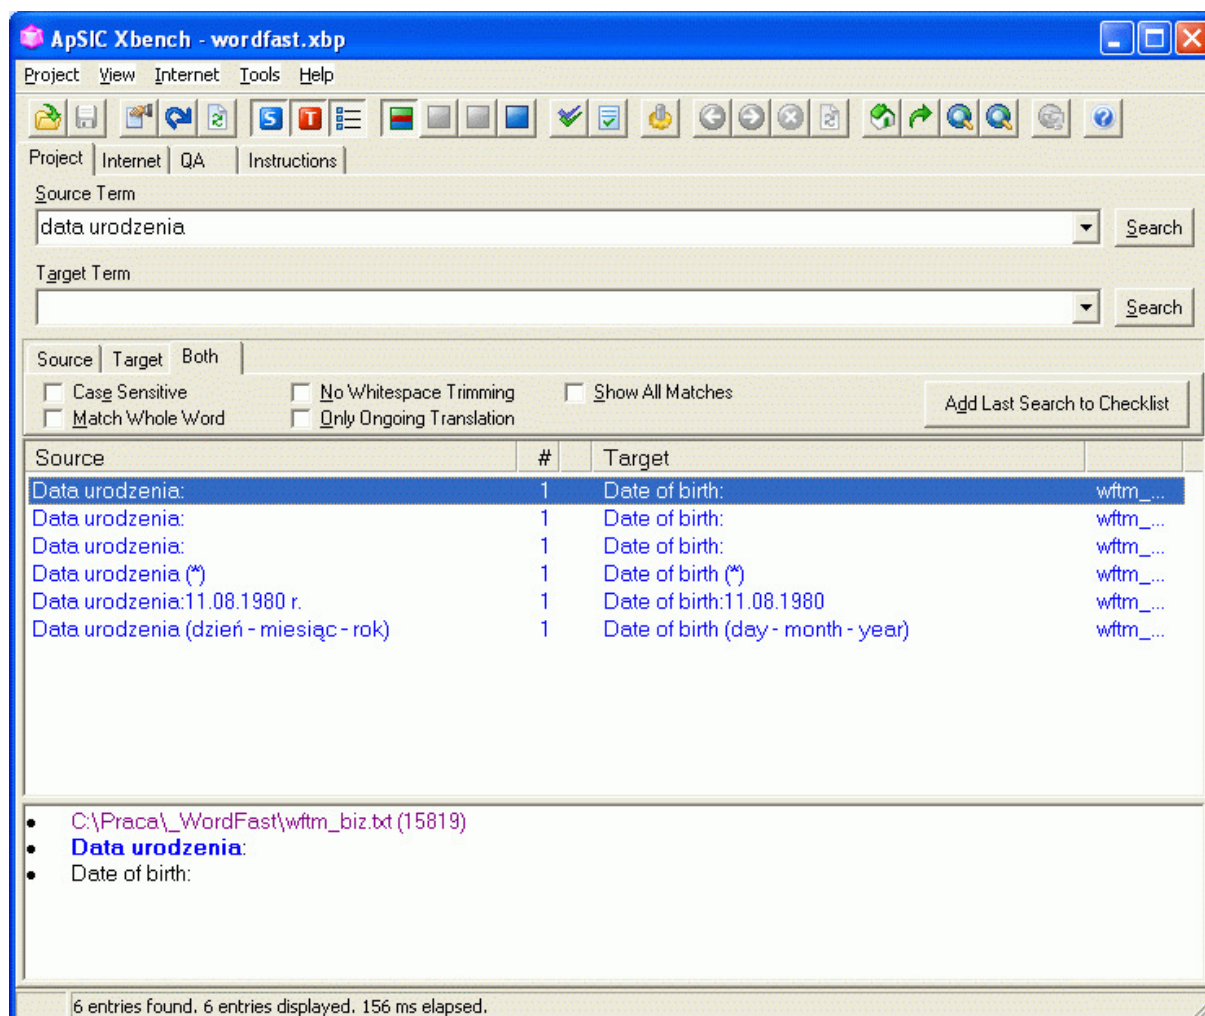 ApSIC Xbench - wordfast.xbp
Project View Internet Tools Help
S T
Project Internet QA Instructions
Source Term
data urodzenia Search
Target Term
Search
Source Target Both
Case Sensitive No Whitespace Trimming Show All Matches
Add Last Search to Checklist
Match Whole Word Only Ongoing Translation
Source # Target
Data urodzenia: 1 Date of birth: wftm_...
Data urodzenia: 1 Date of birth: wftm_...
Data urodzenia: 1 Date of birth: wftm_...
Data urodzenia (*) 1 Date of birth (*) wftm_...
Data urodzenia:11.08.1980 r. 1 Date of birth:11.08.1980 wftm_...
Data urodzenia (dzień - miesiąc - rok) 1 Date of birth (day - month - year) wftm_...
C:\Praca\_WordFast\wftm_biz.txt (15819)
Data urodzenia:
Date of birth:
6 entries found. 6 entries displayed. 156 ms elapsed.